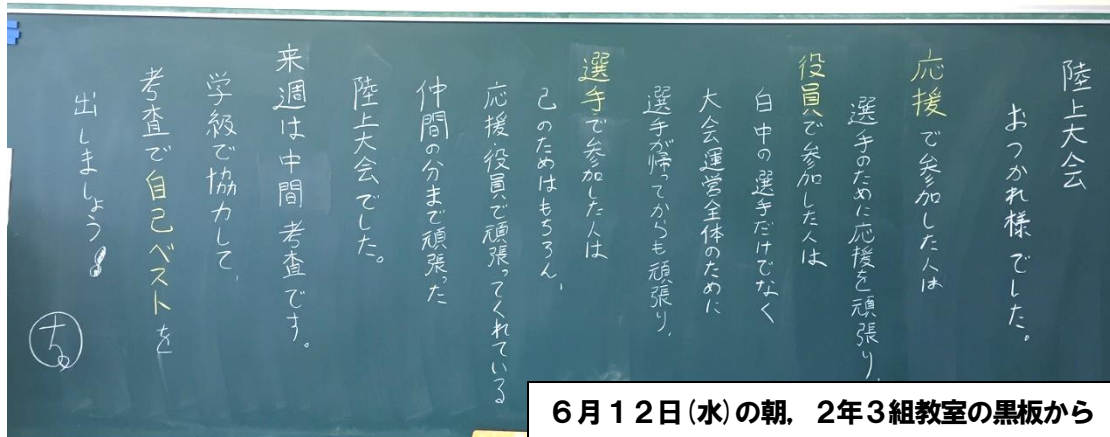 陸上大会
おつかれ様でした。
応援で参加した人は
選手のために応援を頑張り、
役員で参加した人は
白中の選手だけでなく
大会運営全体のために
選手が帰ってからも頑張り、
選手で参加した人は
己のためはもちろん、
応援・役員で頑張ってくれている
仲間の分まで頑張った
陸上大会でした。
来週は中間考査です。
学級で協力して、
考査で自己ベストを
出しましょう!
6月12日(水)の朝,2年3組教室の黒板から